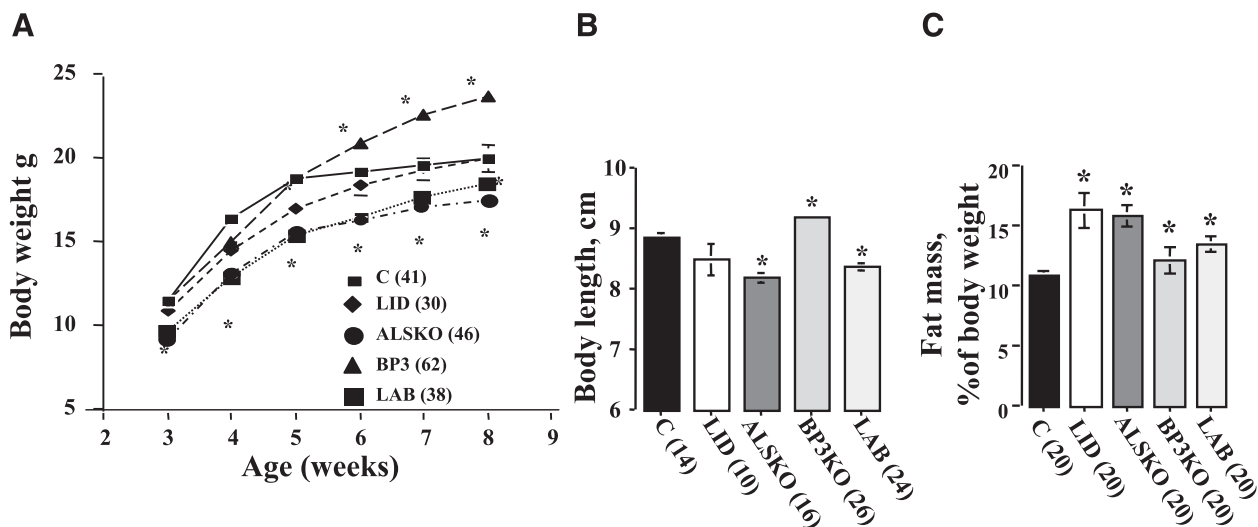 A
Body weight g
25
20
15
10
5
2
3
4
5
6
7
8
9
Age (weeks)
*
*
*
*
*
*
*
*
*
*
C (41)
LID (30)
ALSKO (46)
BP3 (62)
LAB (38)
B
Body length, cm
10
9
8
7
6
*
*
*
C (14)
LID (10)
ALSKO (16)
BP3KO (26)
LAB (24)
C
Fat mass,
%of body weight
20
15
10
5
0
*
*
*
*
C (20)
LID (20)
ALSKO (20)
BP3KO (20)
LAB (20)